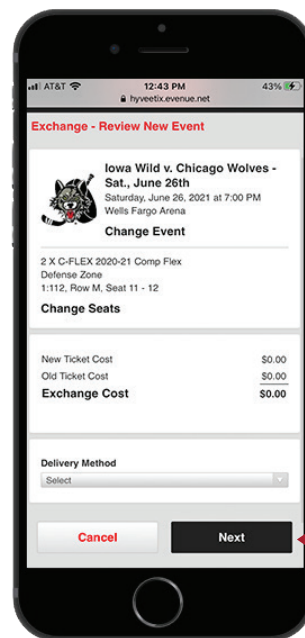 AT&T 12:43 PM 43%
hyveetix.evenue.net
Exchange - Review New Event
Iowa Wild v. Chicago Wolves -
Sat., June 26th
Saturday, June 26, 2021 at 7:00 PM
Wells Fargo Arena
Change Event
2 X C-FLEX 2020-21 Comp Flex
Defense Zone
1:112, Row M, Seat 11 - 12
Change Seats
New Ticket Cost $0.00
Old Ticket Cost $0.00
Exchange Cost $0.00
Delivery Method
Select
Cancel Next